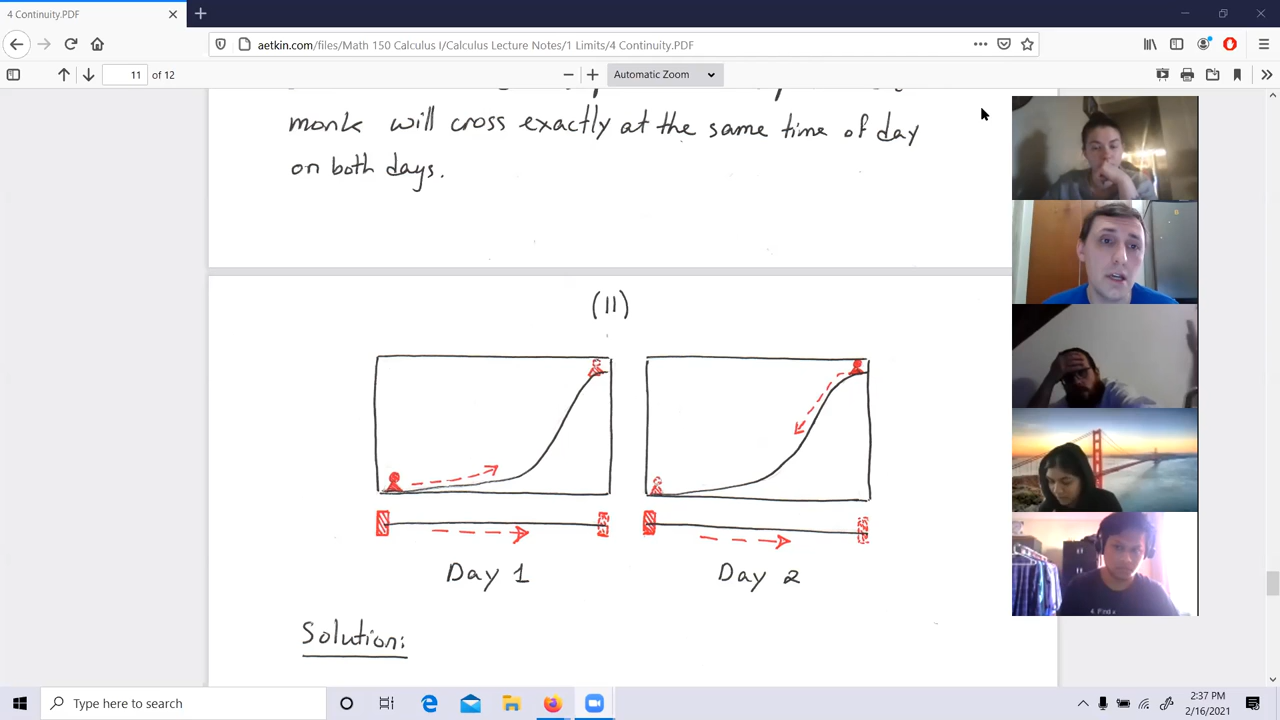 4 Continuity.PDF
aetkin.com/files/Math 150 Calculus I/Calculus Lecture Notes/1 Limits/4 Continuity.PDF
11 of 12
Automatic Zoom
monk will cross exactly at the same time of day
on both days.
(11)
Day 1
Day 2
Solution:
4 Find
Type here to search
2:37 PM
2/16/2021